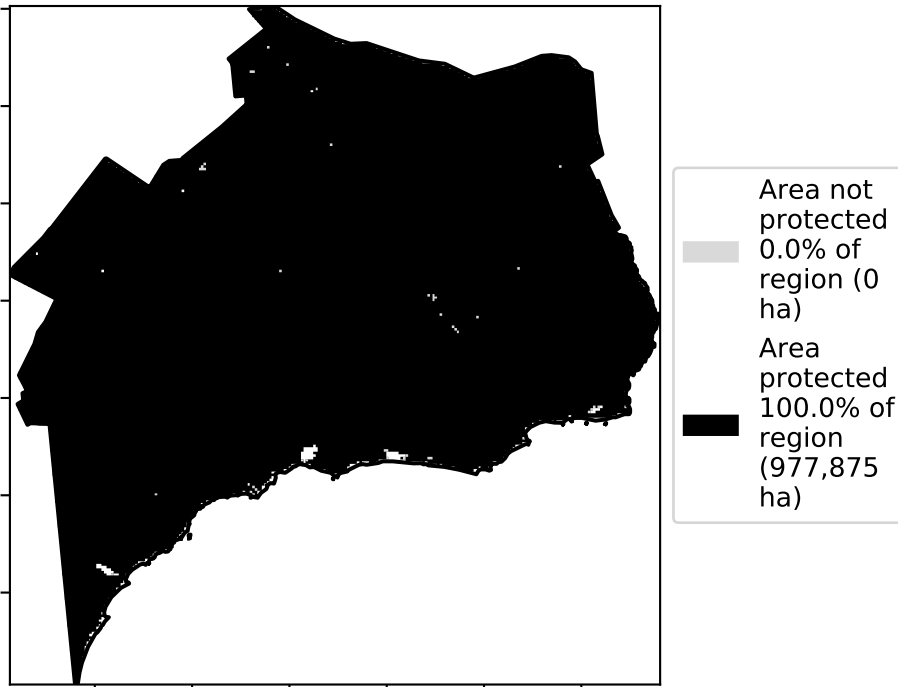 Area not
protected
0.0% of
region (0
ha)
Area
protected
100.0% of
region
(977,875
ha)